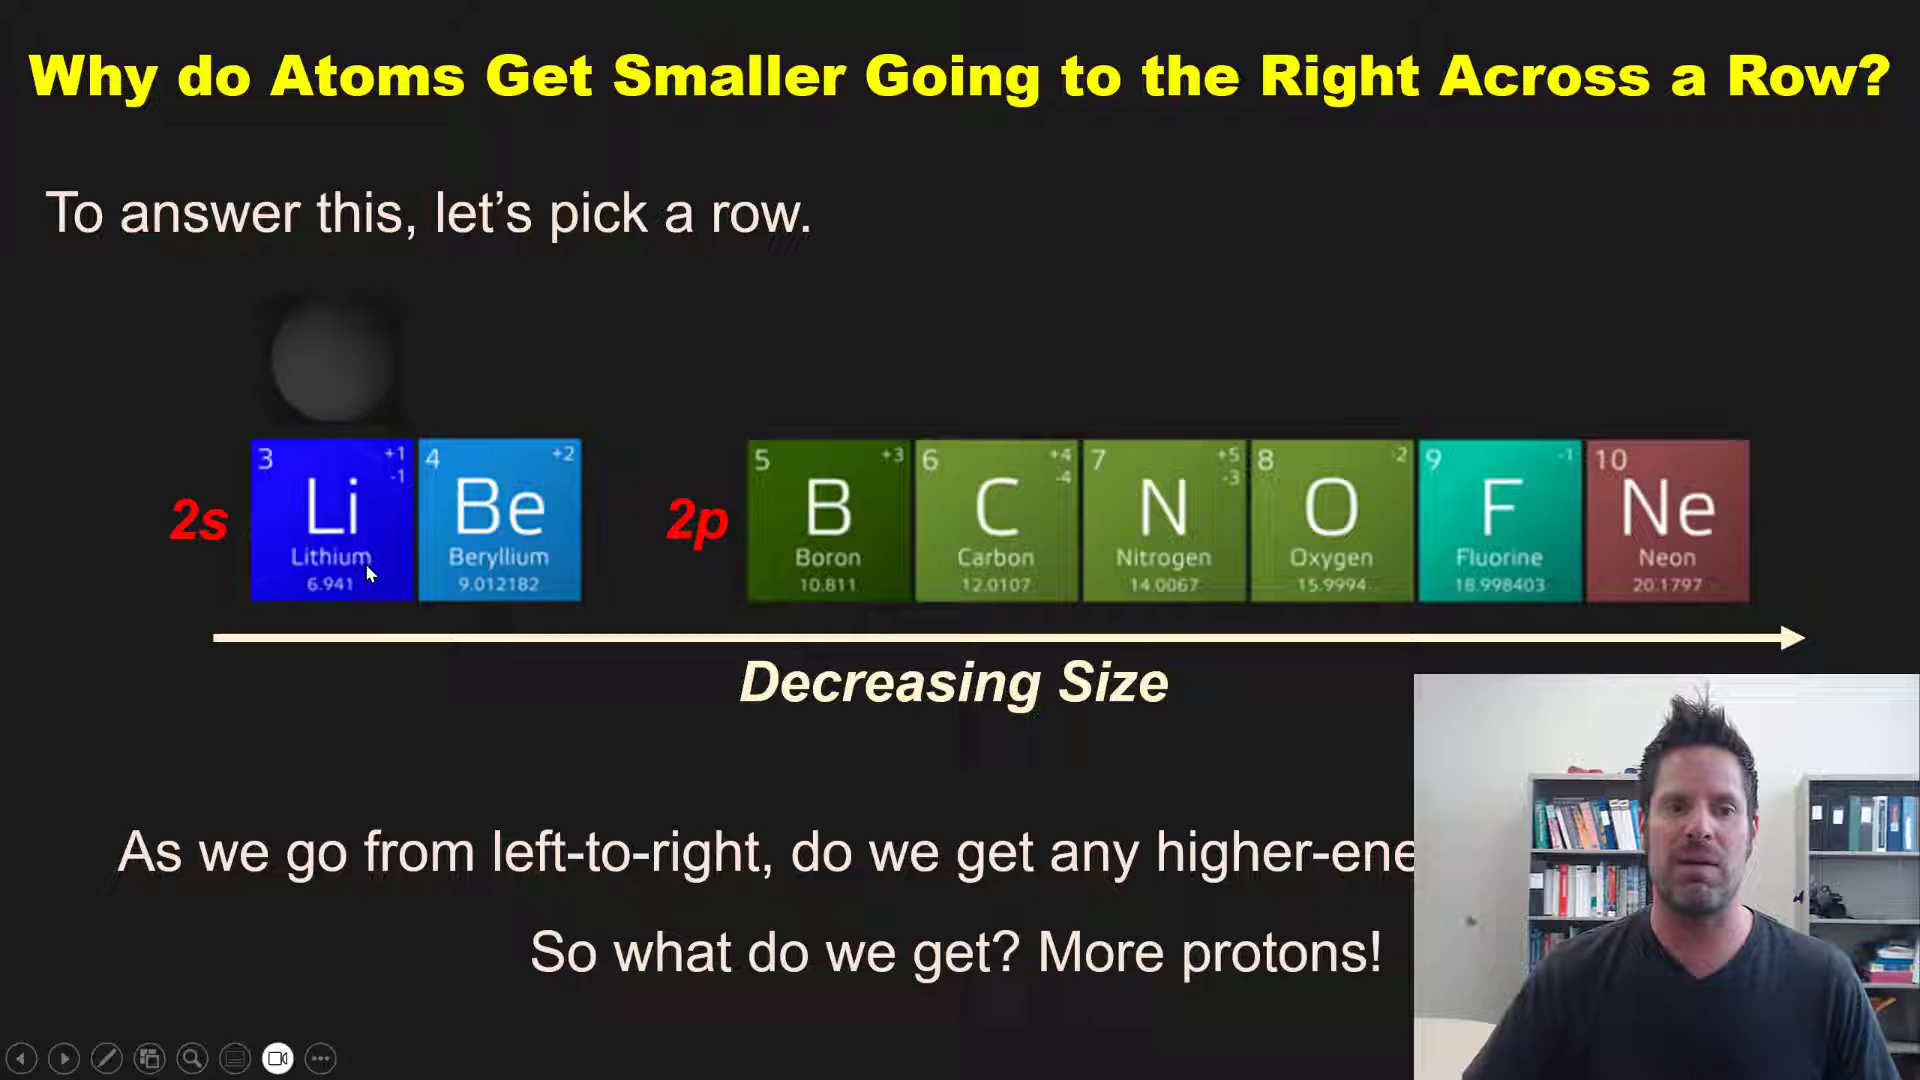 Why do Atoms Get Smaller Going to the Right Across a Row?
To answer this, let's pick a row.
2s
3 +1 -1
Li
Lithium
6.941
4 +2
Be
Beryllium
9.012182
2p
5 +3
B
Boron
10.811
6 +4 -4
C
Carbon
12.0107
7 +5 -3
N
Nitrogen
14.0067
8 -2
O
Oxygen
15.9994
9 -1
F
Fluorine
18.998403
10
Ne
Neon
20.1797
Decreasing Size
As we go from left-to-right, do we get any higher-ene
So what do we get? More protons!